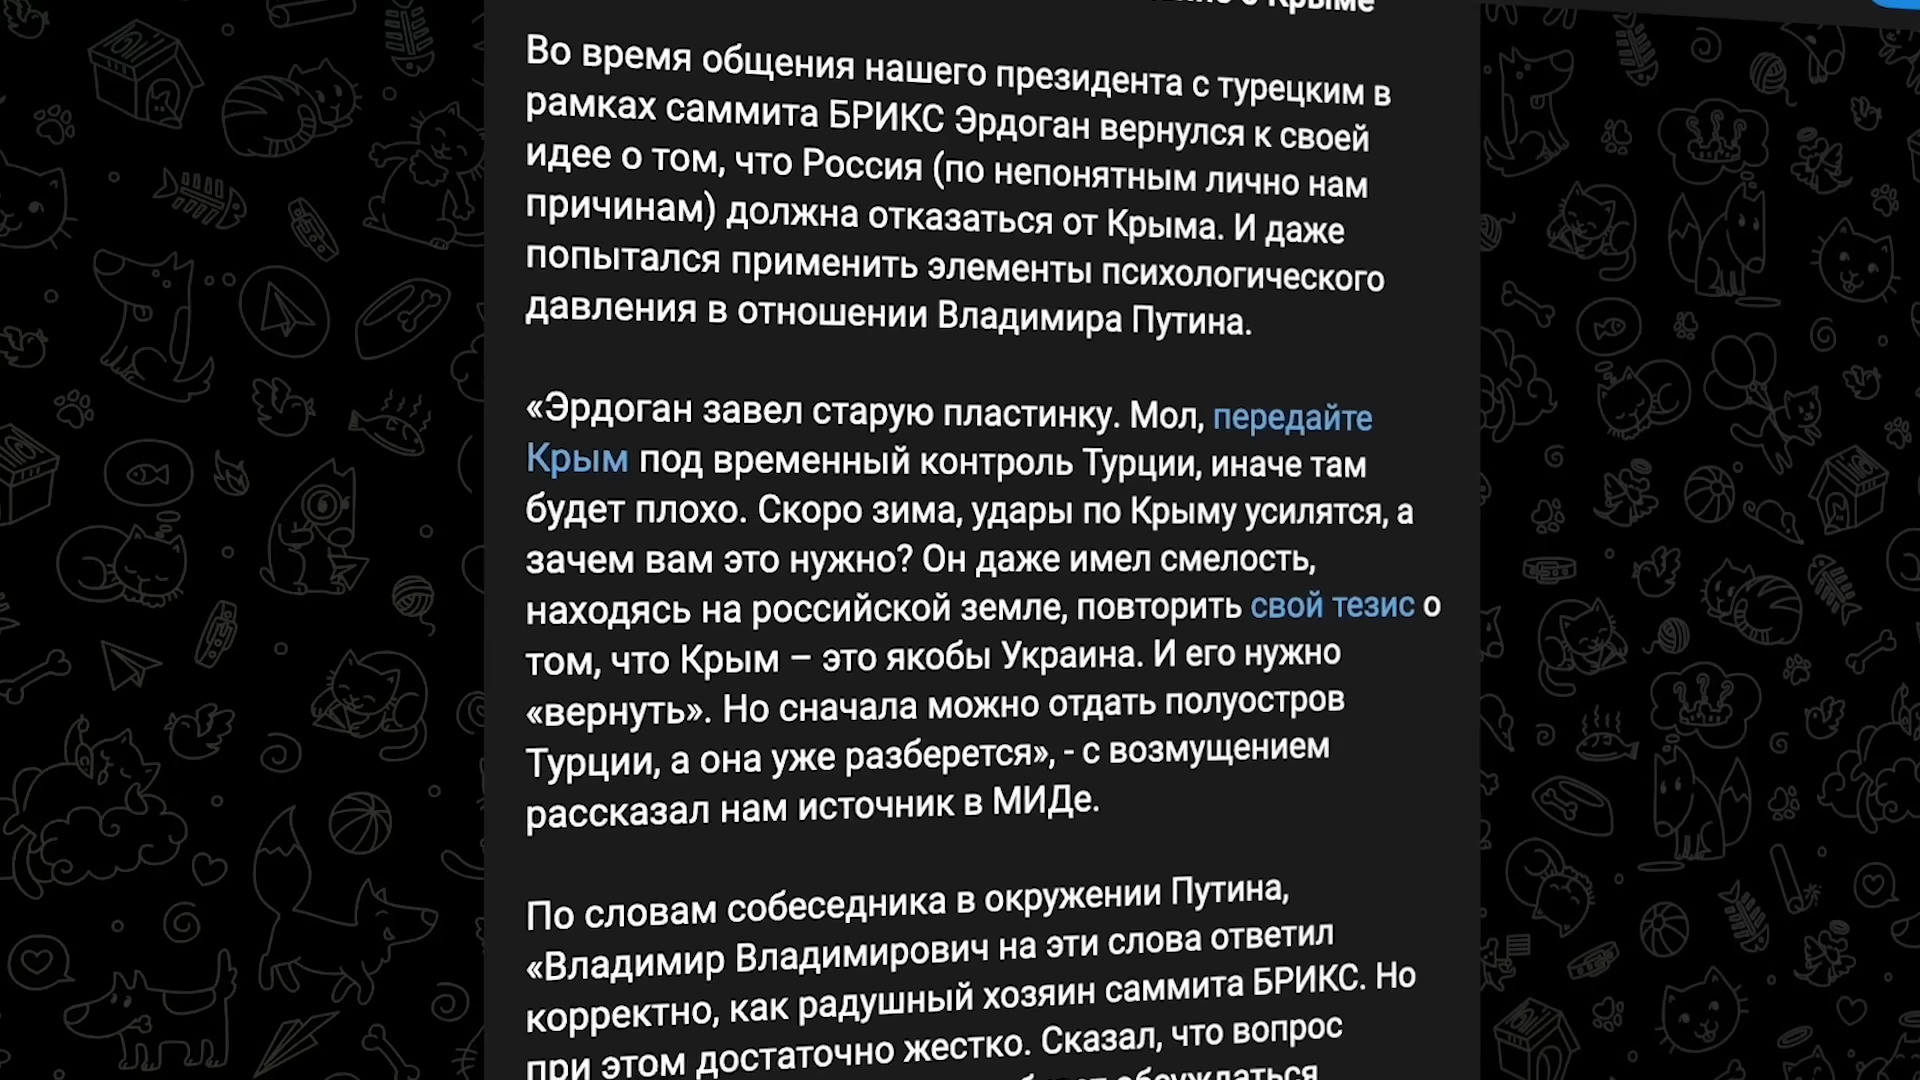 о Крыме
Во время общения нашего президента с турецким в
рамках саммита БРИКС Эрдоган вернулся к своей
идее о том, что Россия (по непонятным лично нам
причинам) должна отказаться от Крыма. И даже
попытался применить элементы психологического
давления в отношении Владимира Путина.
«Эрдоган завел старую пластинку. Мол, передайте
Крым под временный контроль Турции, иначе там
будет плохо. Скоро зима, удары по Крыму усилятся, а
зачем вам это нужно? Он даже имел смелость,
находясь на российской земле, повторить свой тезис о
том, что Крым – это якобы Украина. И его нужно
«вернуть». Но сначала можно отдать полуостров
Турции, а она уже разберется», - с возмущением
рассказал нам источник в МИДе.
По словам собеседника в окружении Путина,
«Владимир Владимирович на эти слова ответил
корректно, как радушный хозяин саммита БРИКС. Но
при этом достаточно жестко. Сказал, что вопрос
обсуждаться